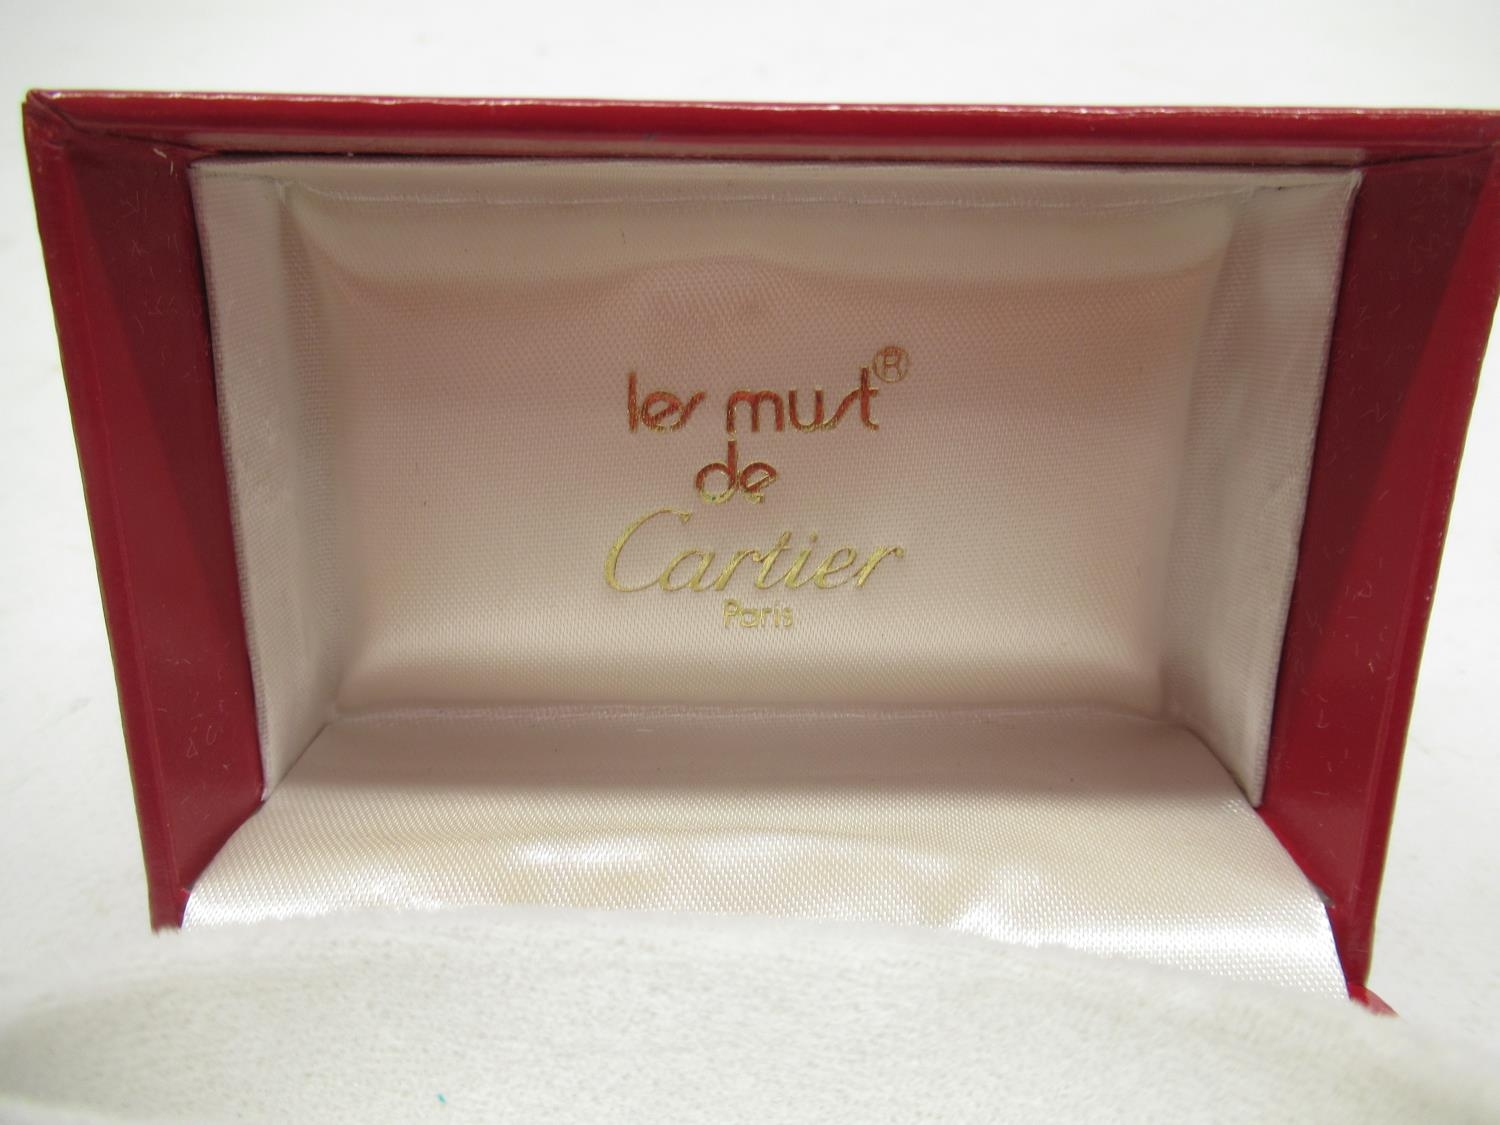 les must®
de
Cartier
Paris